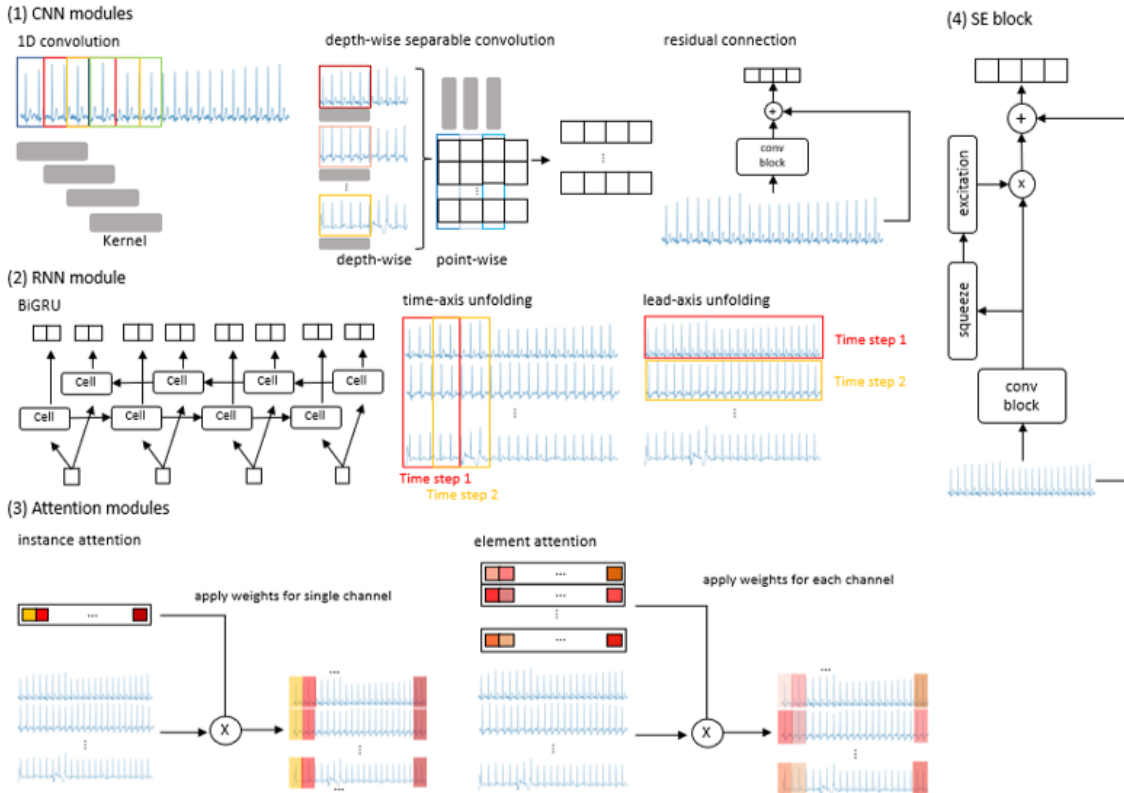 (1) CNN modules
1D convolution
Kernel
depth-wise separable convolution
...
...
...
depth-wise
point-wise
residual connection
+
conv
block
(2) RNN module
BiGRU
Cell
Cell
Cell
Cell
Cell
Cell
Cell
Cell
time-axis unfolding
...
Time step 1
Time step 2
lead-axis unfolding
Time step 1
Time step 2
...
(3) Attention modules
instance attention
...
apply weights for single channel
...
X
...
...
...
element attention
...
...
...
...
apply weights for each channel
...
X
...
...
(4) SE block
+
excitation
X
squeeze
conv
block